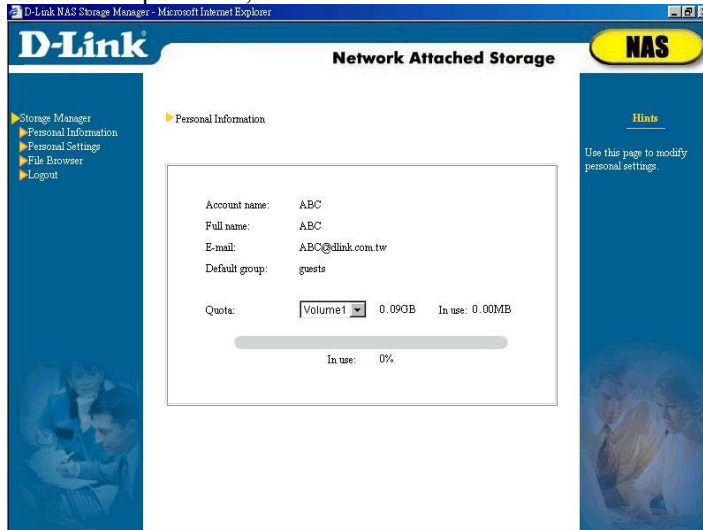 D-Link NAS Storage Manager - Microsoft Internet Explorer
D-Link
Network Attached Storage
NAS
Storage Manager
Personal Information
Personal Settings
File Browser
Logout
Personal Information
Account name: ABC
Full name: ABC
E-mail: ABC@dlink.com.tw
Default group: guests
Quota: Volume1 0.09GB In use: 0.00MB
In use: 0%
Hints
Use this page to modify
personal settings.